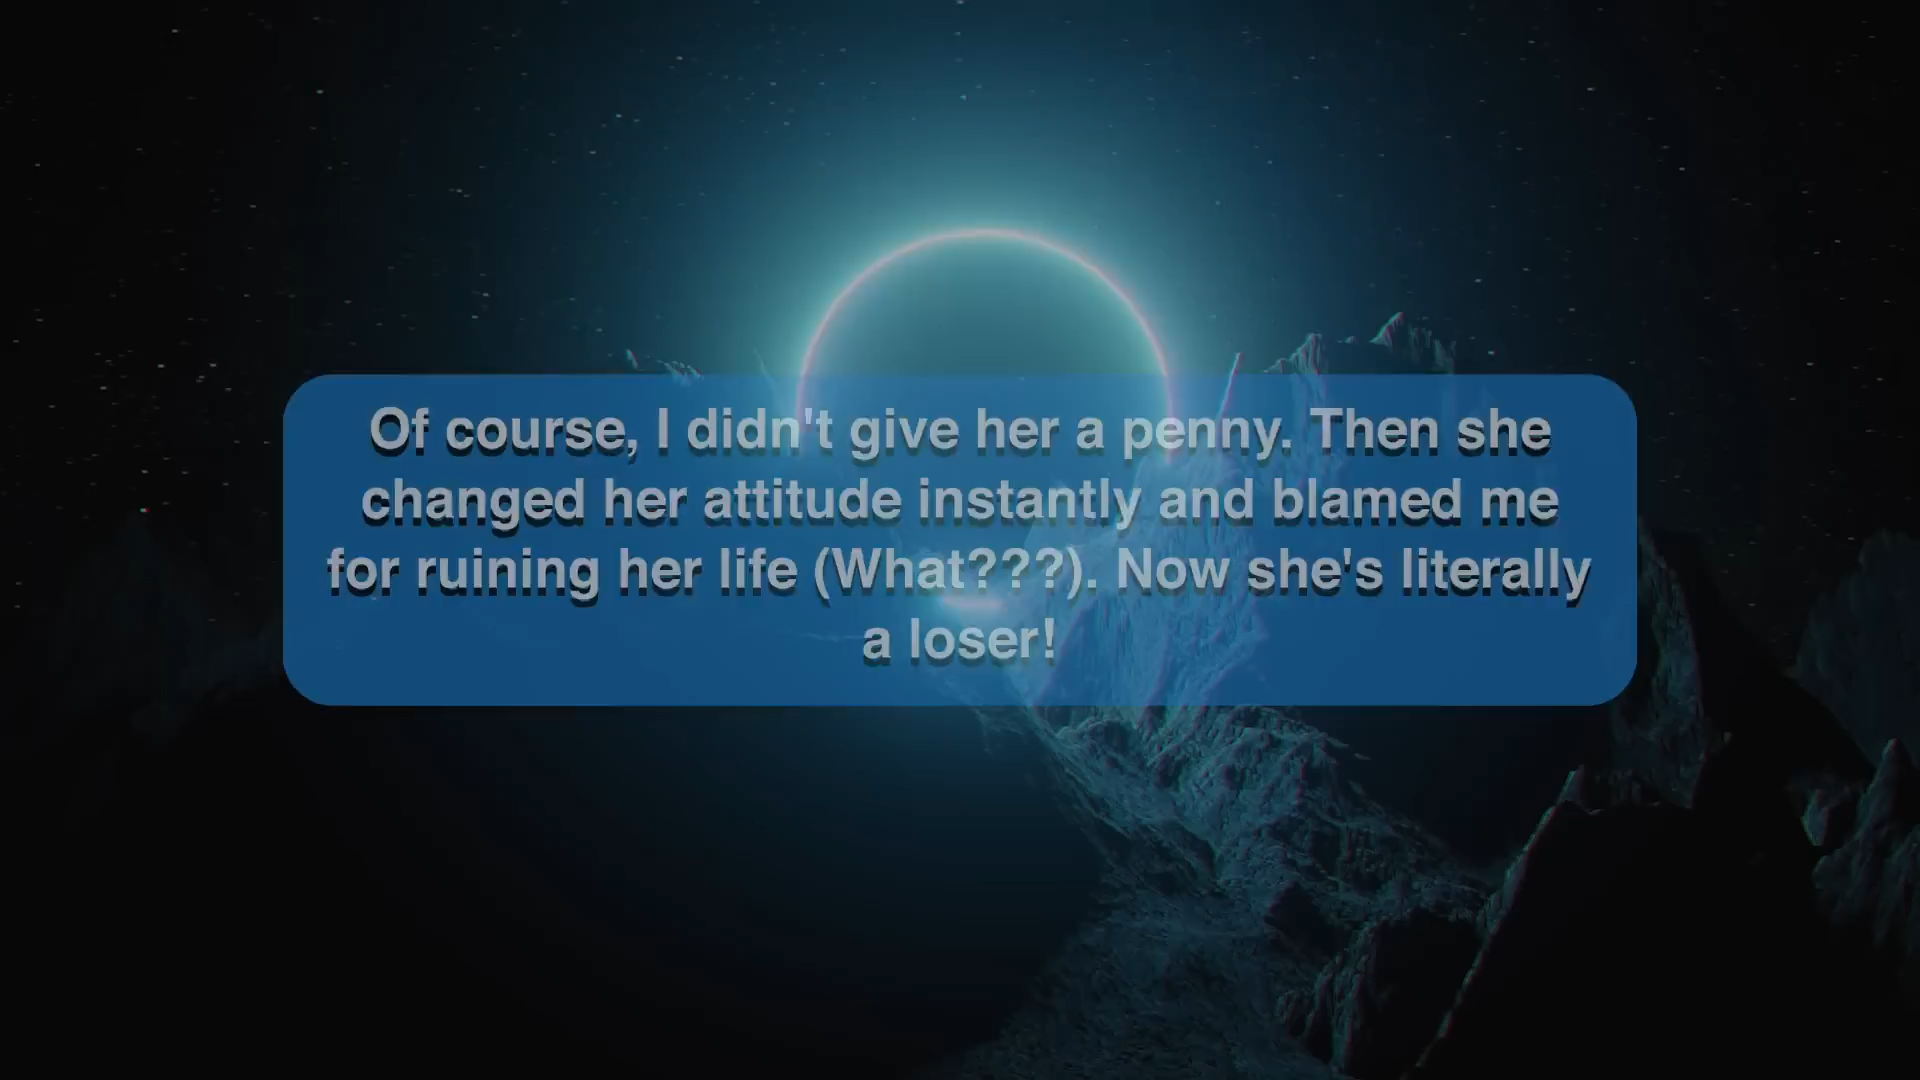 Of course, I didn't give her a penny. Then she
changed her attitude instantly and blamed me
for ruining her life (What???). Now she's literally
a loser!